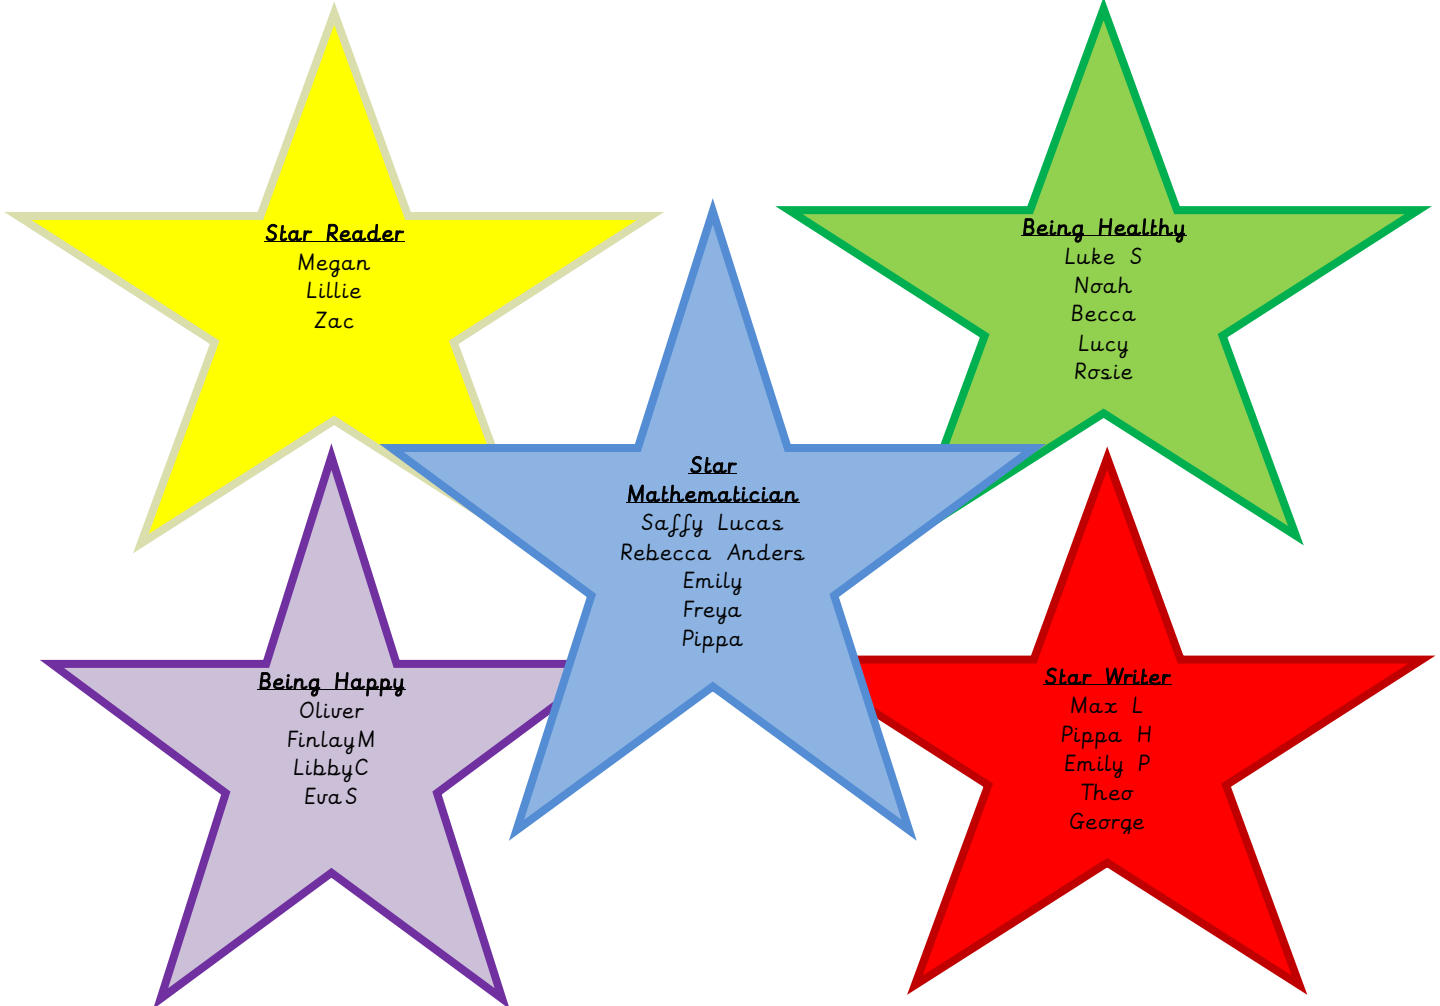 Star Reader
Megan
Lillie
Zac
Being Healthy
Luke S
Noah
Becca
Lucy
Rosie
Star
Mathematician
Saffy Lucas
Rebecca Anders
Emily
Freya
Pippa
Being Happy
Oliver
FinlayM
LibbyC
EvaS
Star Writer
Max L
Pippa H
Emily P
Theo
George